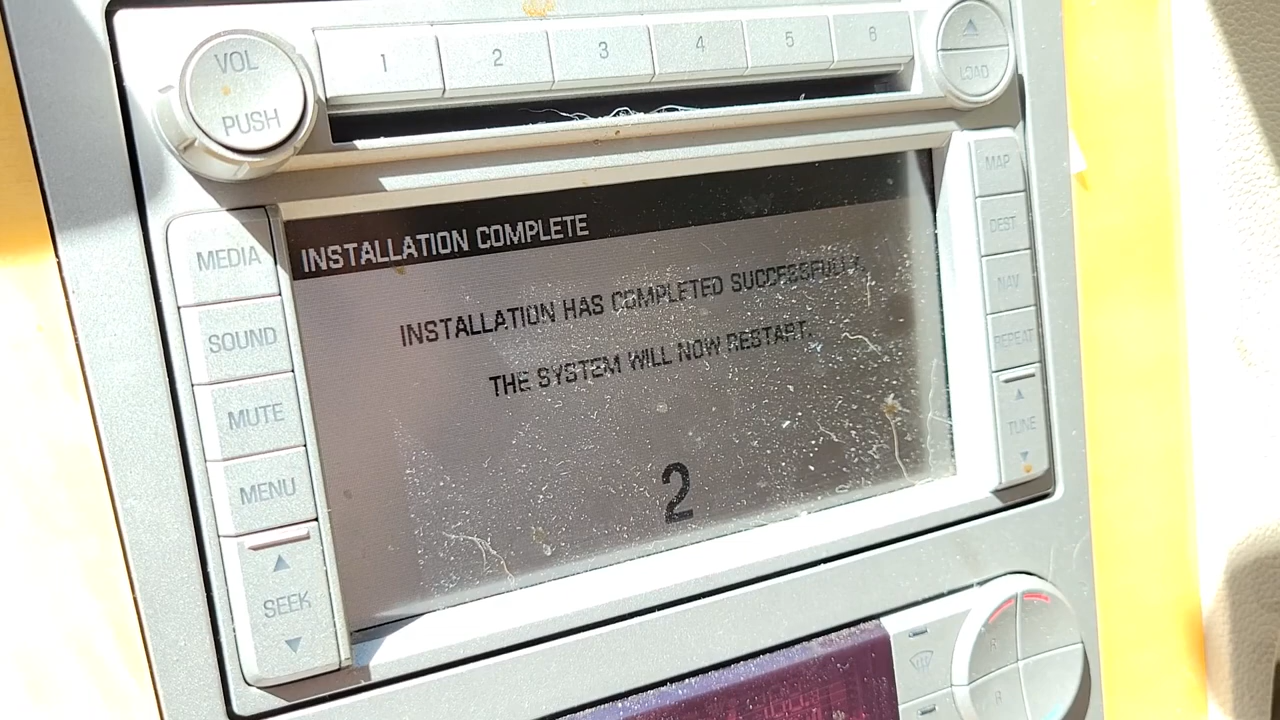 VOL
PUSH
1
2
3
4
5
6
LOAD
MEDIA
SOUND
MUTE
MENU
SEEK
INSTALLATION COMPLETE
INSTALLATION HAS COMPLETED SUCCESSFULLY.
THE SYSTEM WILL NOW RESTART.
2
MAP
DEST
NAV
REPEAT
TUNE
R
R